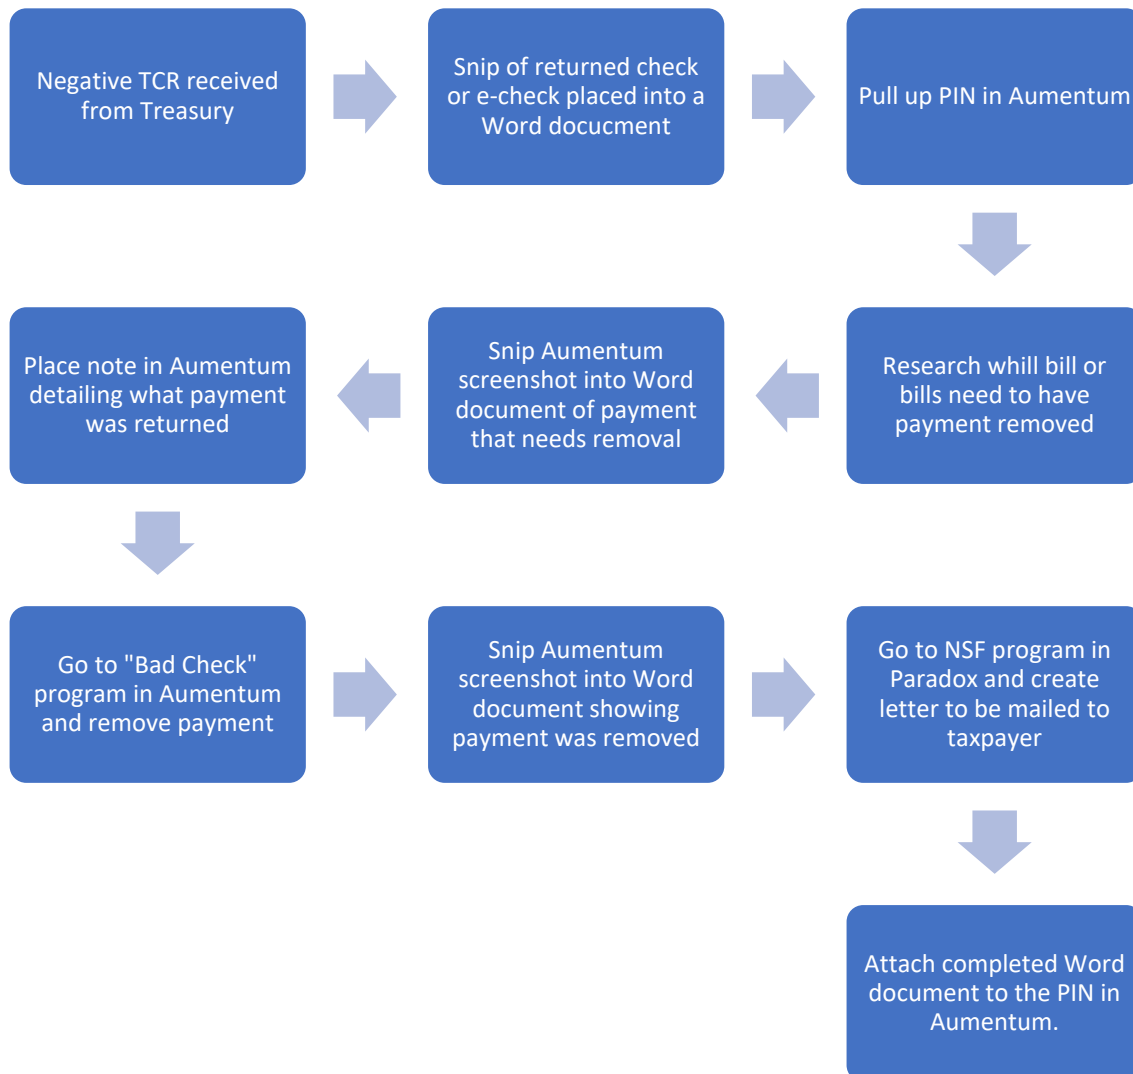 Negative TCR received
from Treasury
Snip of returned check
or e-check placed into a
Word docucment
Pull up PIN in Aumentum
Research whill bill or
bills need to have
payment removed
Snip Aumentum
screenshot into Word
document of payment
that needs removal
Place note in Aumentum
detailing what payment
was returned
Go to "Bad Check"
program in Aumentum
and remove payment
Snip Aumentum
screenshot into Word
document showing
payment was removed
Go to NSF program in
Paradox and create
letter to be mailed to
taxpayer
Attach completed Word
document to the PIN in
Aumentum.